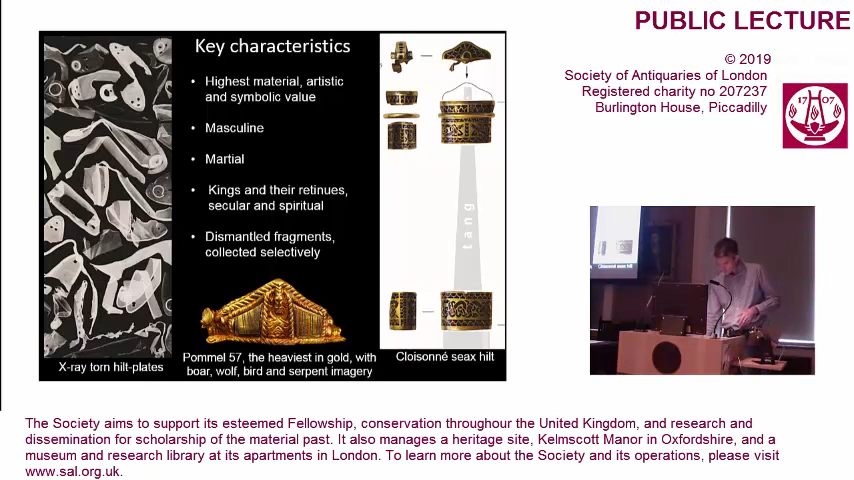 PUBLIC LECTURE
© 2019
Society of Antiquaries of London
Registered charity no 207237
Burlington House, Piccadilly
17 07
Key characteristics
• Highest material, artistic
and symbolic value
• Masculine
• Martial
• Kings and their retinues,
secular and spiritual
• Dismantled fragments,
collected selectively
tang
X-ray torn hilt-plates
Pommel 57, the heaviest in gold, with
boar, wolf, bird and serpent imagery
Cloisonné seax hilt
Cloisonné seax hilt
The Society aims to support its esteemed Fellowship, conservation throughour the United Kingdom, and research and
dissemination for scholarship of the material past. It also manages a heritage site, Kelmscott Manor in Oxfordshire, and a
museum and research library at its apartments in London. To learn more about the Society and its operations, please visit
www.sal.org.uk.